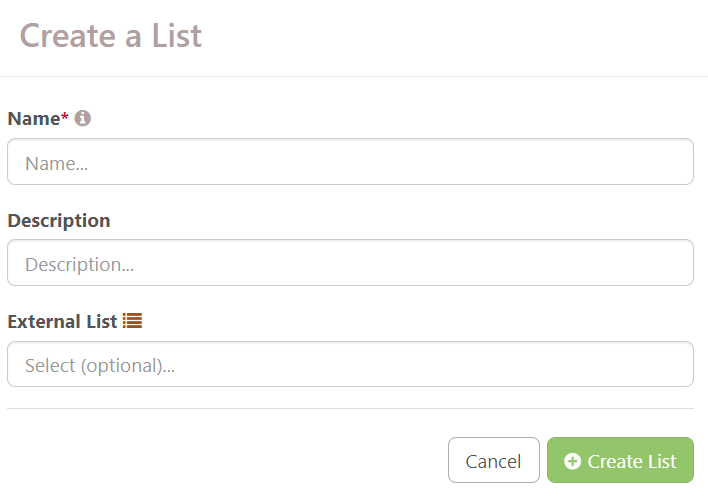 Create a List
Name*
Name...
Description
Description...
External List
Select (optional)...
Cancel
Create List